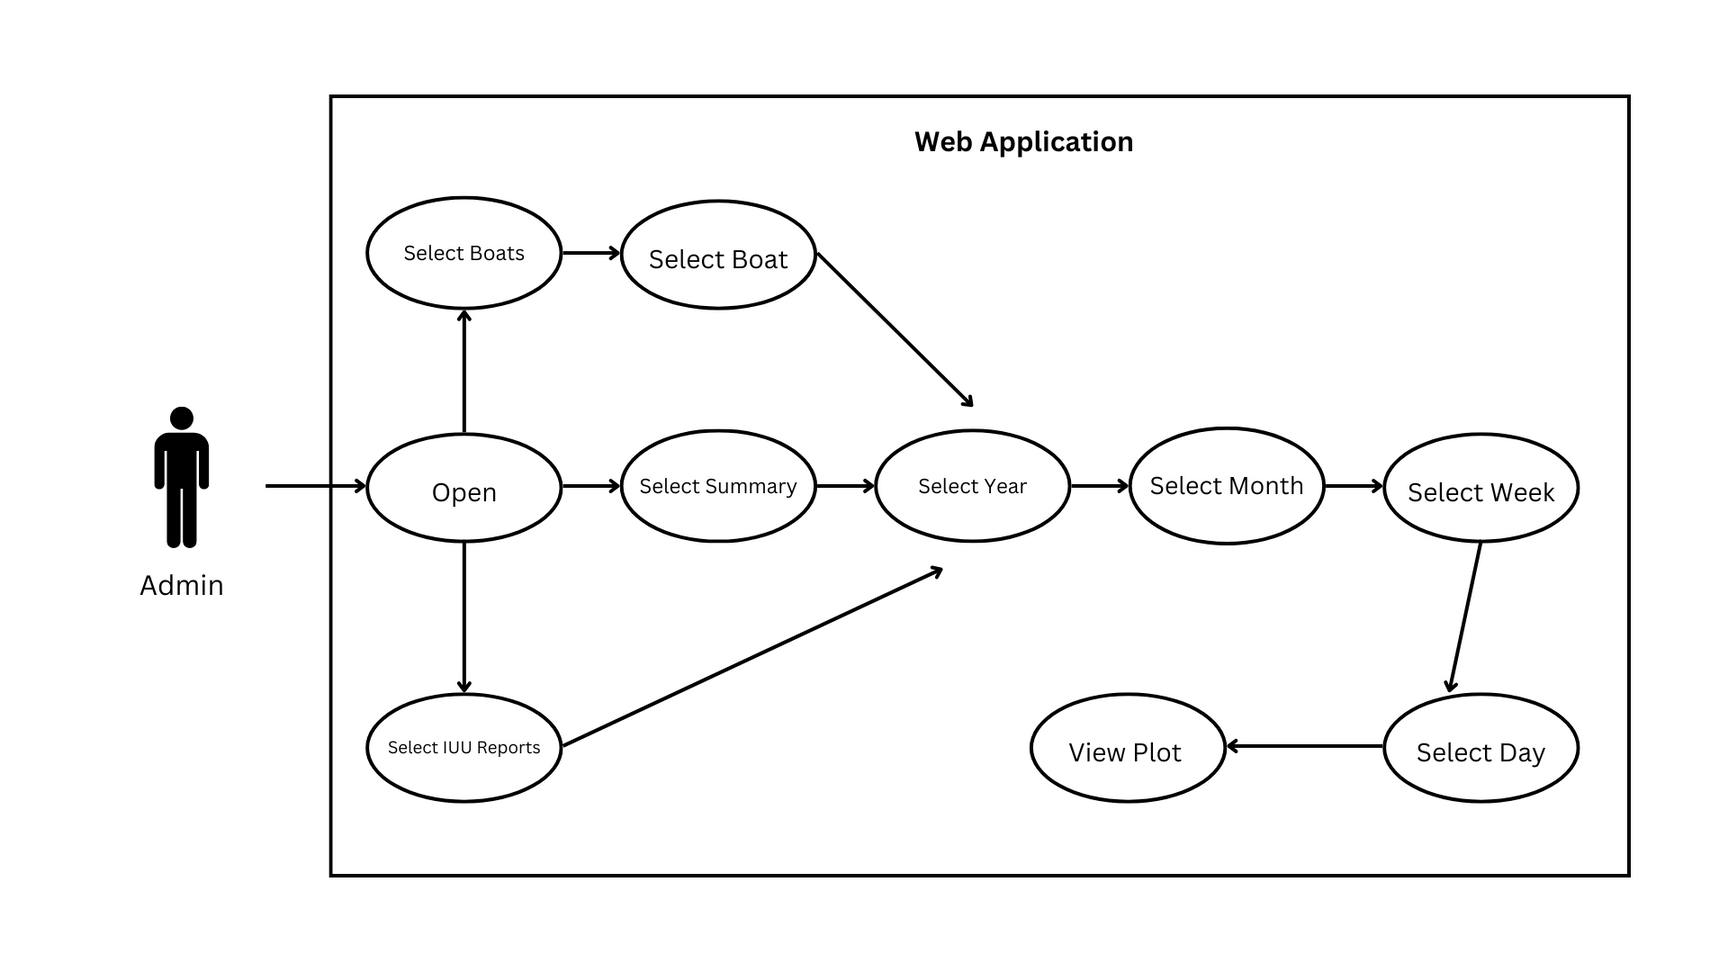 Web Application
Select Boats
Select Boat
Open
Select Summary
Select Year
Select Month
Select Week
Admin
Select IUU Reports
View Plot
Select Day